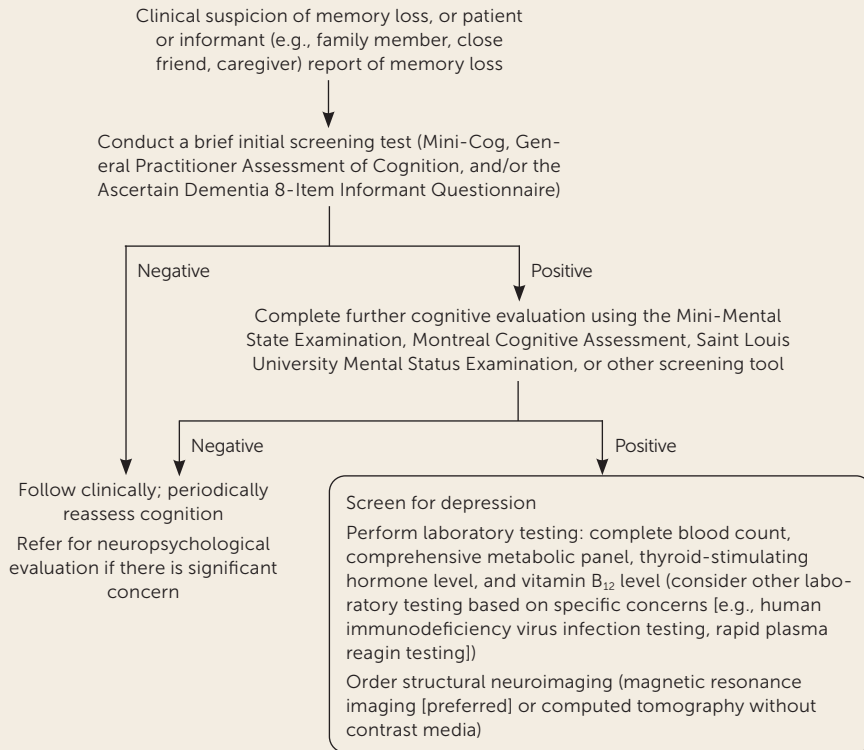 Clinical suspicion of memory loss, or patient
or informant (e.g., family member, close
friend, caregiver) report of memory loss
Conduct a brief initial screening test (Mini-Cog, Gen-
eral Practitioner Assessment of Cognition, and/or the
Ascertain Dementia 8-Item Informant Questionnaire)
Negative
Positive
Complete further cognitive evaluation using the Mini-Mental
State Examination, Montreal Cognitive Assessment, Saint Louis
University Mental Status Examination, or other screening tool
Negative
Positive
Follow clinically; periodically
reassess cognition
Refer for neuropsychological
evaluation if there is significant
concern
Screen for depression
Perform laboratory testing: complete blood count,
comprehensive metabolic panel, thyroid-stimulating
hormone level, and vitamin B₁₂ level (consider other labo-
ratory testing based on specific concerns [e.g., human
immunodeficiency virus infection testing, rapid plasma
reagin testing])
Order structural neuroimaging (magnetic resonance
imaging [preferred] or computed tomography without
contrast media)